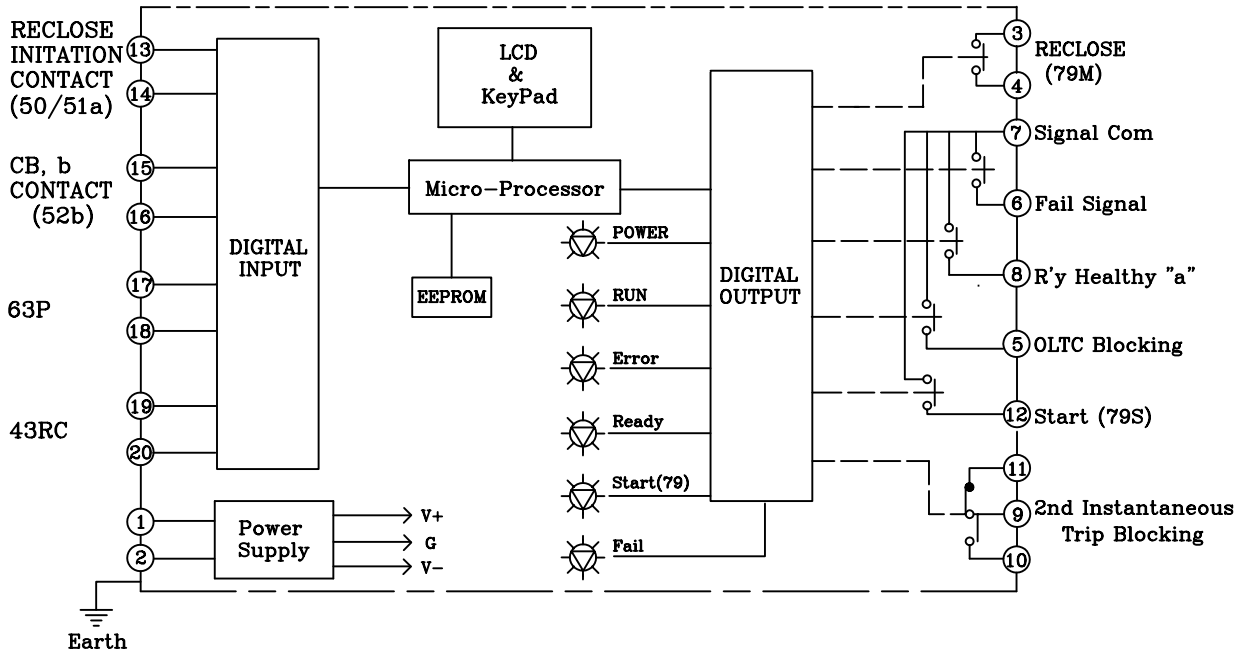 RECLOSE
INITATION
CONTACT
(50/51a)
13
14
CB, b
CONTACT
(52b)
15
16
63P
17
18
43RC
19
20
1
2
Earth
DIGITAL
INPUT
Power
Supply
V+
G
V-
LCD
&
KeyPad
Micro-Processor
EEPROM
POWER
RUN
Error
Ready
Start(79)
Fail
DIGITAL
OUTPUT
3
RECLOSE
(79M)
4
7 Signal Com
6 Fail Signal
8 R'y Healthy "a"
5 OLTC Blocking
12 Start (79S)
11
9 2nd Instantaneous
Trip Blocking
10